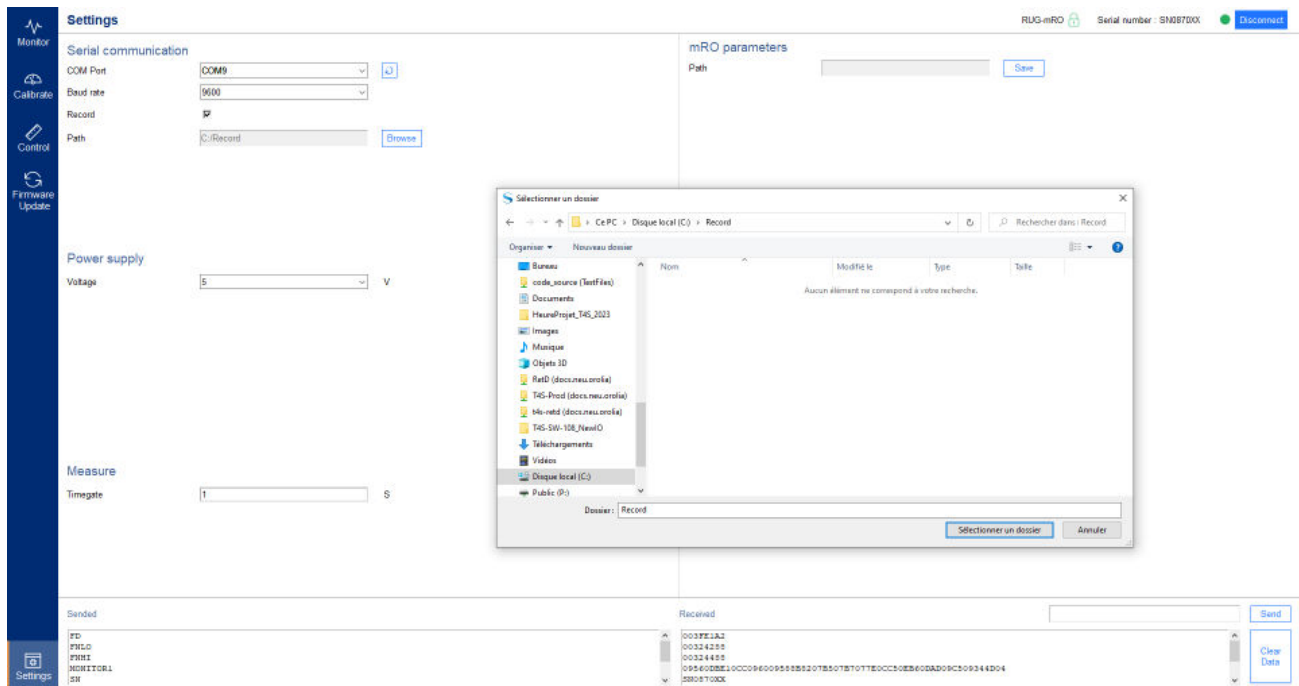 Monitor
Calibrate
Control
Firmware
Update
Settings
Settings
RUG-mRO
Serial number : SN0870XX
Disconnect
Serial communication
COM Port
COM9
Baud rate
9600
Record
Path
C:/Record
Browse
mRO parameters
Path
Save
Power supply
Voltage
5
V
Measure
Timegate
1
S
Sélectionner un dossier
Ce PC > Disque local (C:) > Record
Rechercher dans : Record
Organiser
Nouveau dossier
Bureau
code_source (TestFiles)
Documents
HeureProjet_T4S_2023
Images
Musique
Objets 3D
RetD (docs.neu.orolia)
T4S-Prod (docs.neu.orolia)
t4s-retd (docs.neu.orolia)
T4S-SW-108_NewIO
Téléchargements
Vidéos
Disque local (C:)
Public (P:)
Nom
Modifié le
Type
Taille
Aucun élément ne correspond à votre recherche.
Dossier :
Record
Sélectionner un dossier
Annuler
Sended
FD
FNLO
FNHI
MONITOR1
SN
Received
Send
003FE1A2
00324288
00324488
SN0870XX
Clear
Data